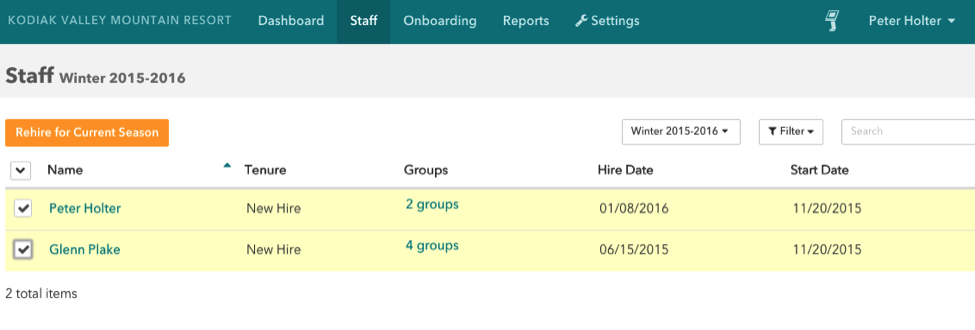 KODIAK VALLEY MOUNTAIN RESORT Dashboard Staff Onboarding Reports Settings Peter Holter
Staff Winter 2015-2016
Rehire for Current Season Winter 2015-2016 Filter Search
Name Tenure Groups Hire Date Start Date
Peter Holter New Hire 2 groups 01/08/2016 11/20/2015
Glenn Plake New Hire 4 groups 06/15/2015 11/20/2015
2 total items